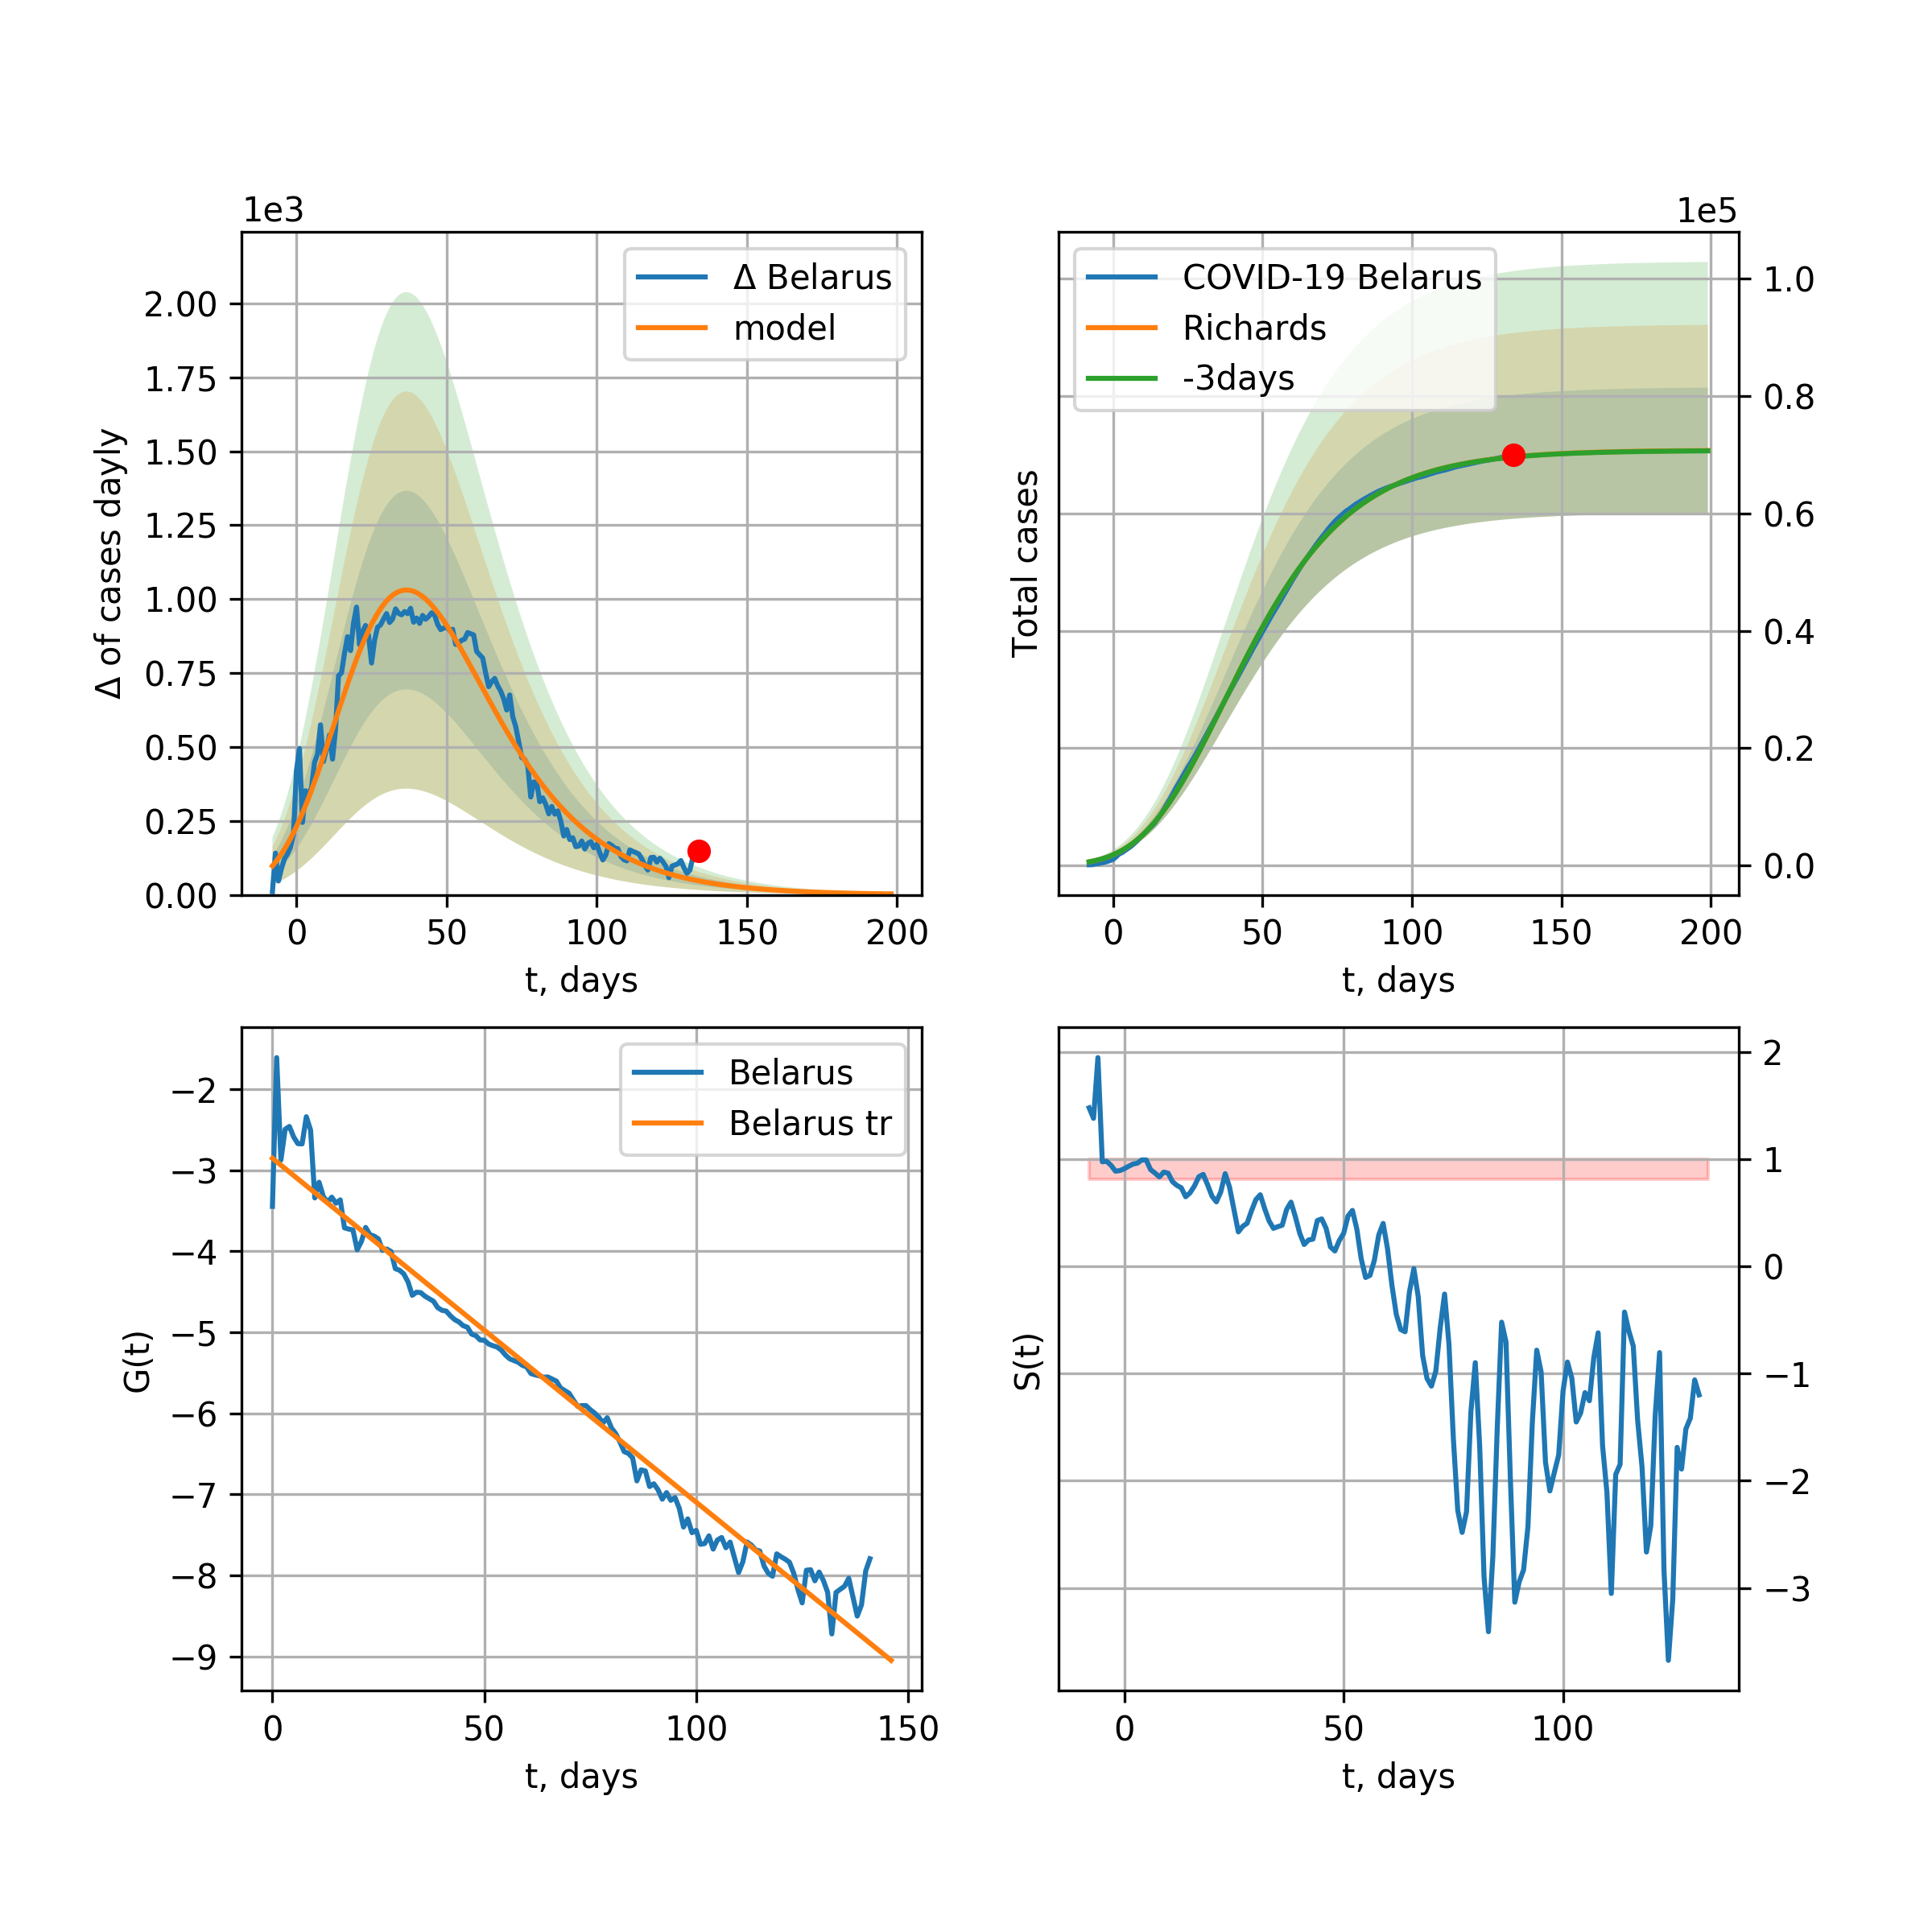 1e3
Δ Belarus
model
2.00
1.75
1.50
1.25
1.00
0.75
0.50
0.25
0.00
Δ of cases dayly
0 50 100 150 200
t, days
1e5
COVID-19 Belarus
Richards
-3days
1.0
0.8
0.6
0.4
0.2
0.0
Total cases
0 50 100 150 200
t, days
Belarus
Belarus tr
−2
−3
−4
−5
−6
−7
−8
−9
G(t)
0 50 100 150
t, days
2
1
0
−1
−2
−3
S(t)
0 50 100
t, days